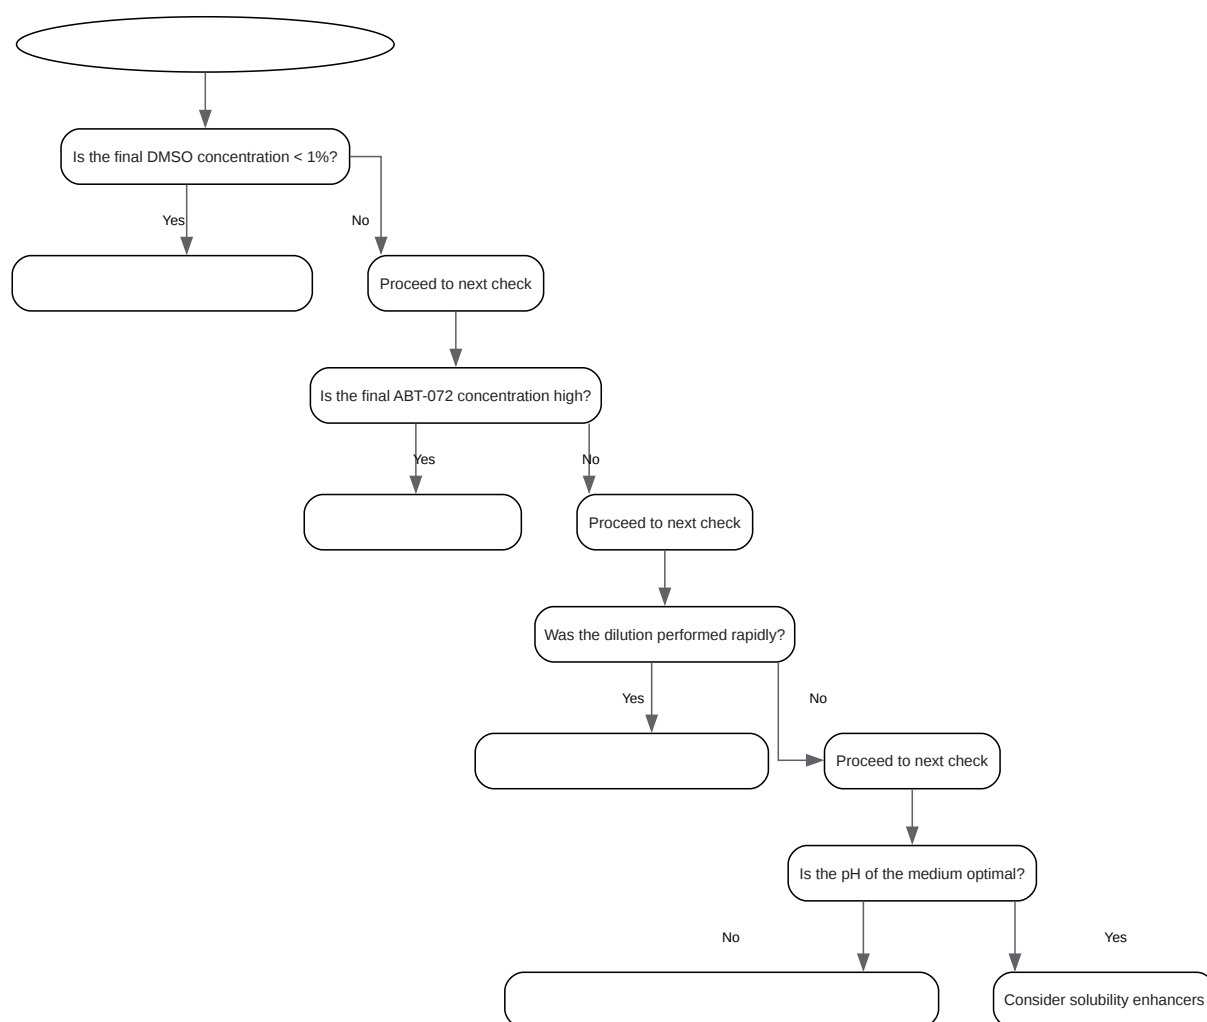 Is the final DMSO concentration < 1%?
Yes
No
Proceed to next check
Is the final ABT-072 concentration high?
Yes
No
Proceed to next check
Was the dilution performed rapidly?
Yes
No
Proceed to next check
Is the pH of the medium optimal?
No
Yes
Consider solubility enhancers